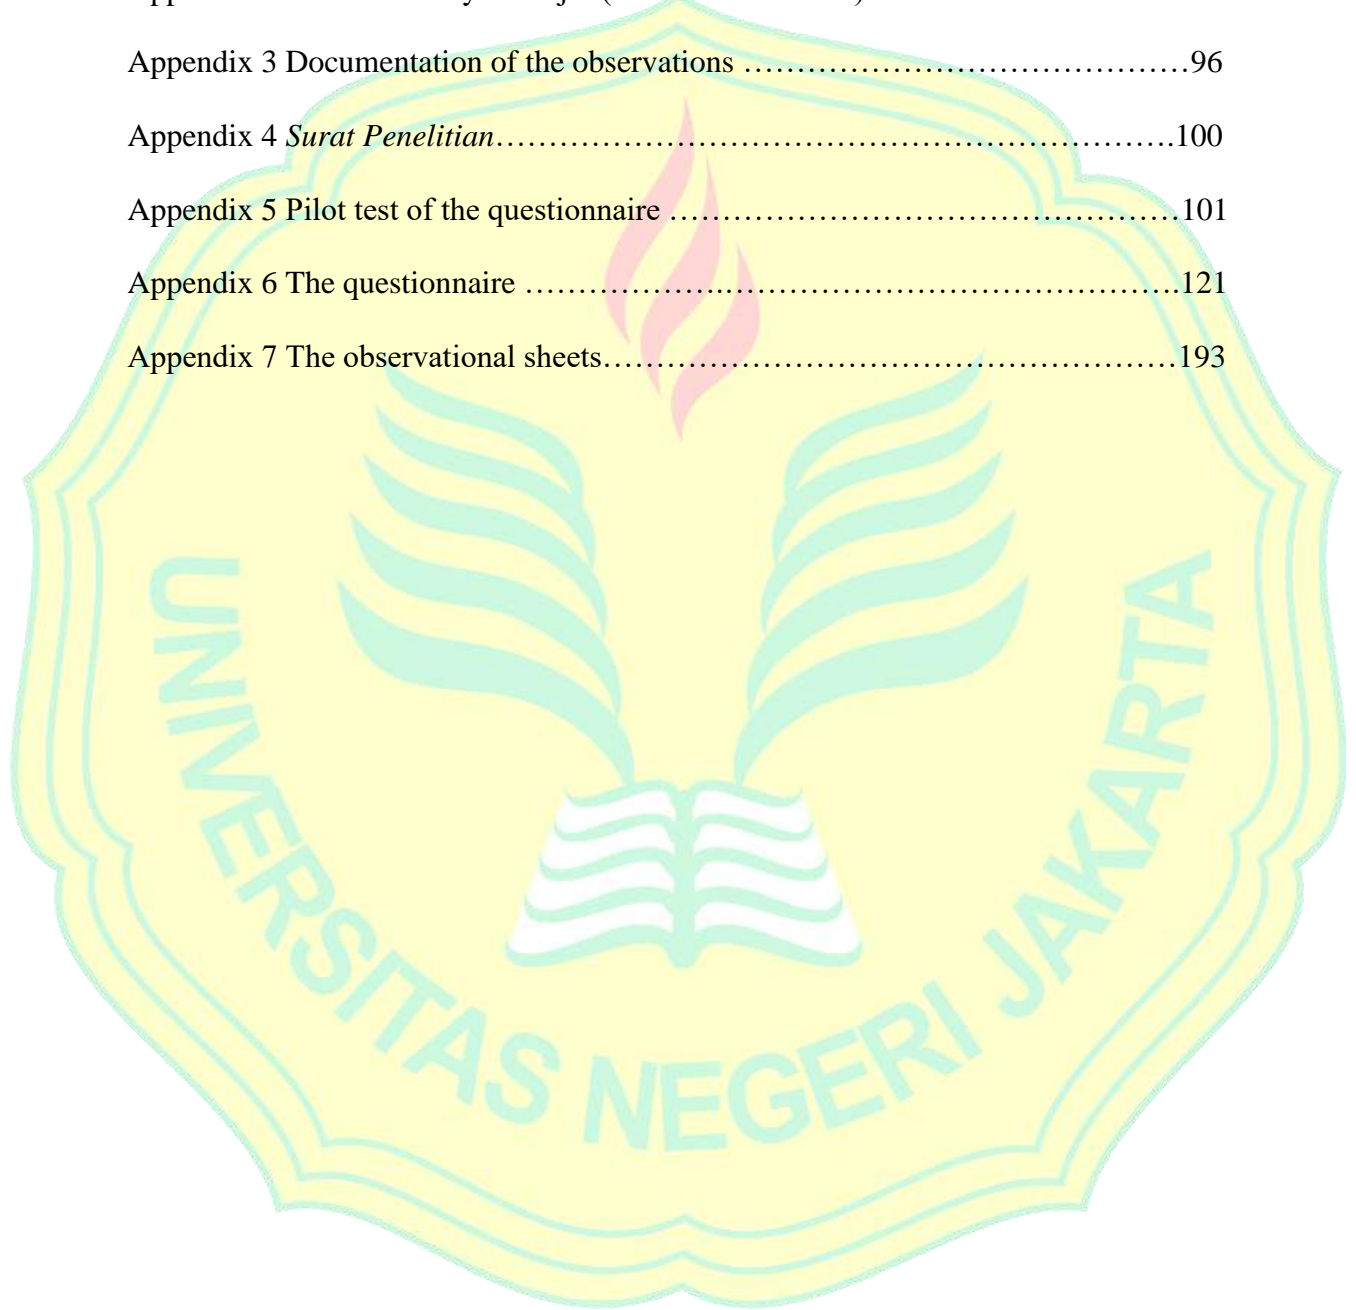 Appendix 3 Documentation of the observations ……………………………………96
Appendix 4 Surat Penelitian……………………………………………………….100
Appendix 5 Pilot test of the questionnaire …………………………………………101
Appendix 6 The questionnaire ………………...…………………………………….121
Appendix 7 The observational sheets………………………………………………193
UNIVERSITAS NEGERI JAKARTA